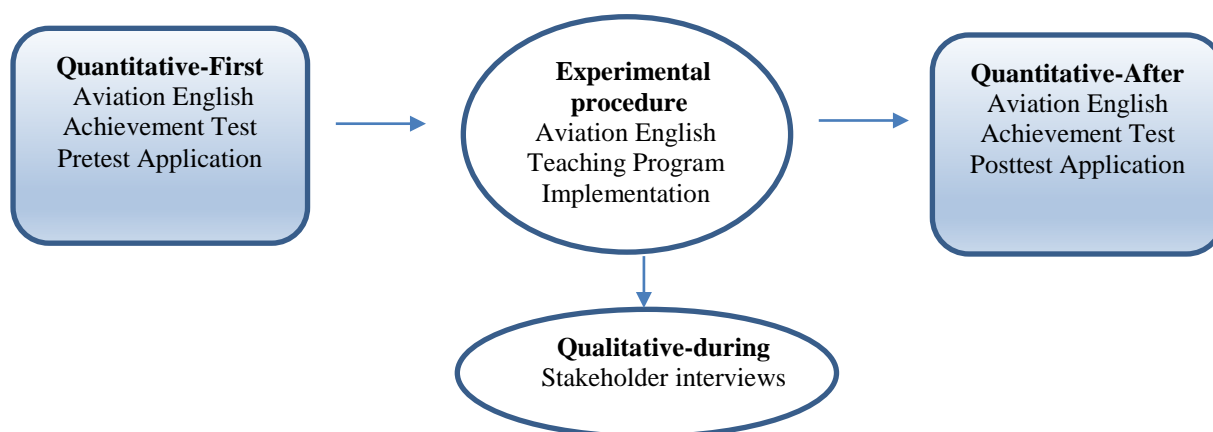 Quantitative-First
Aviation English
Achievement Test
Pretest Application
Experimental
procedure
Aviation English
Teaching Program
Implementation
Quantitative-After
Aviation English
Achievement Test
Posttest Application
Qualitative-during
Stakeholder interviews